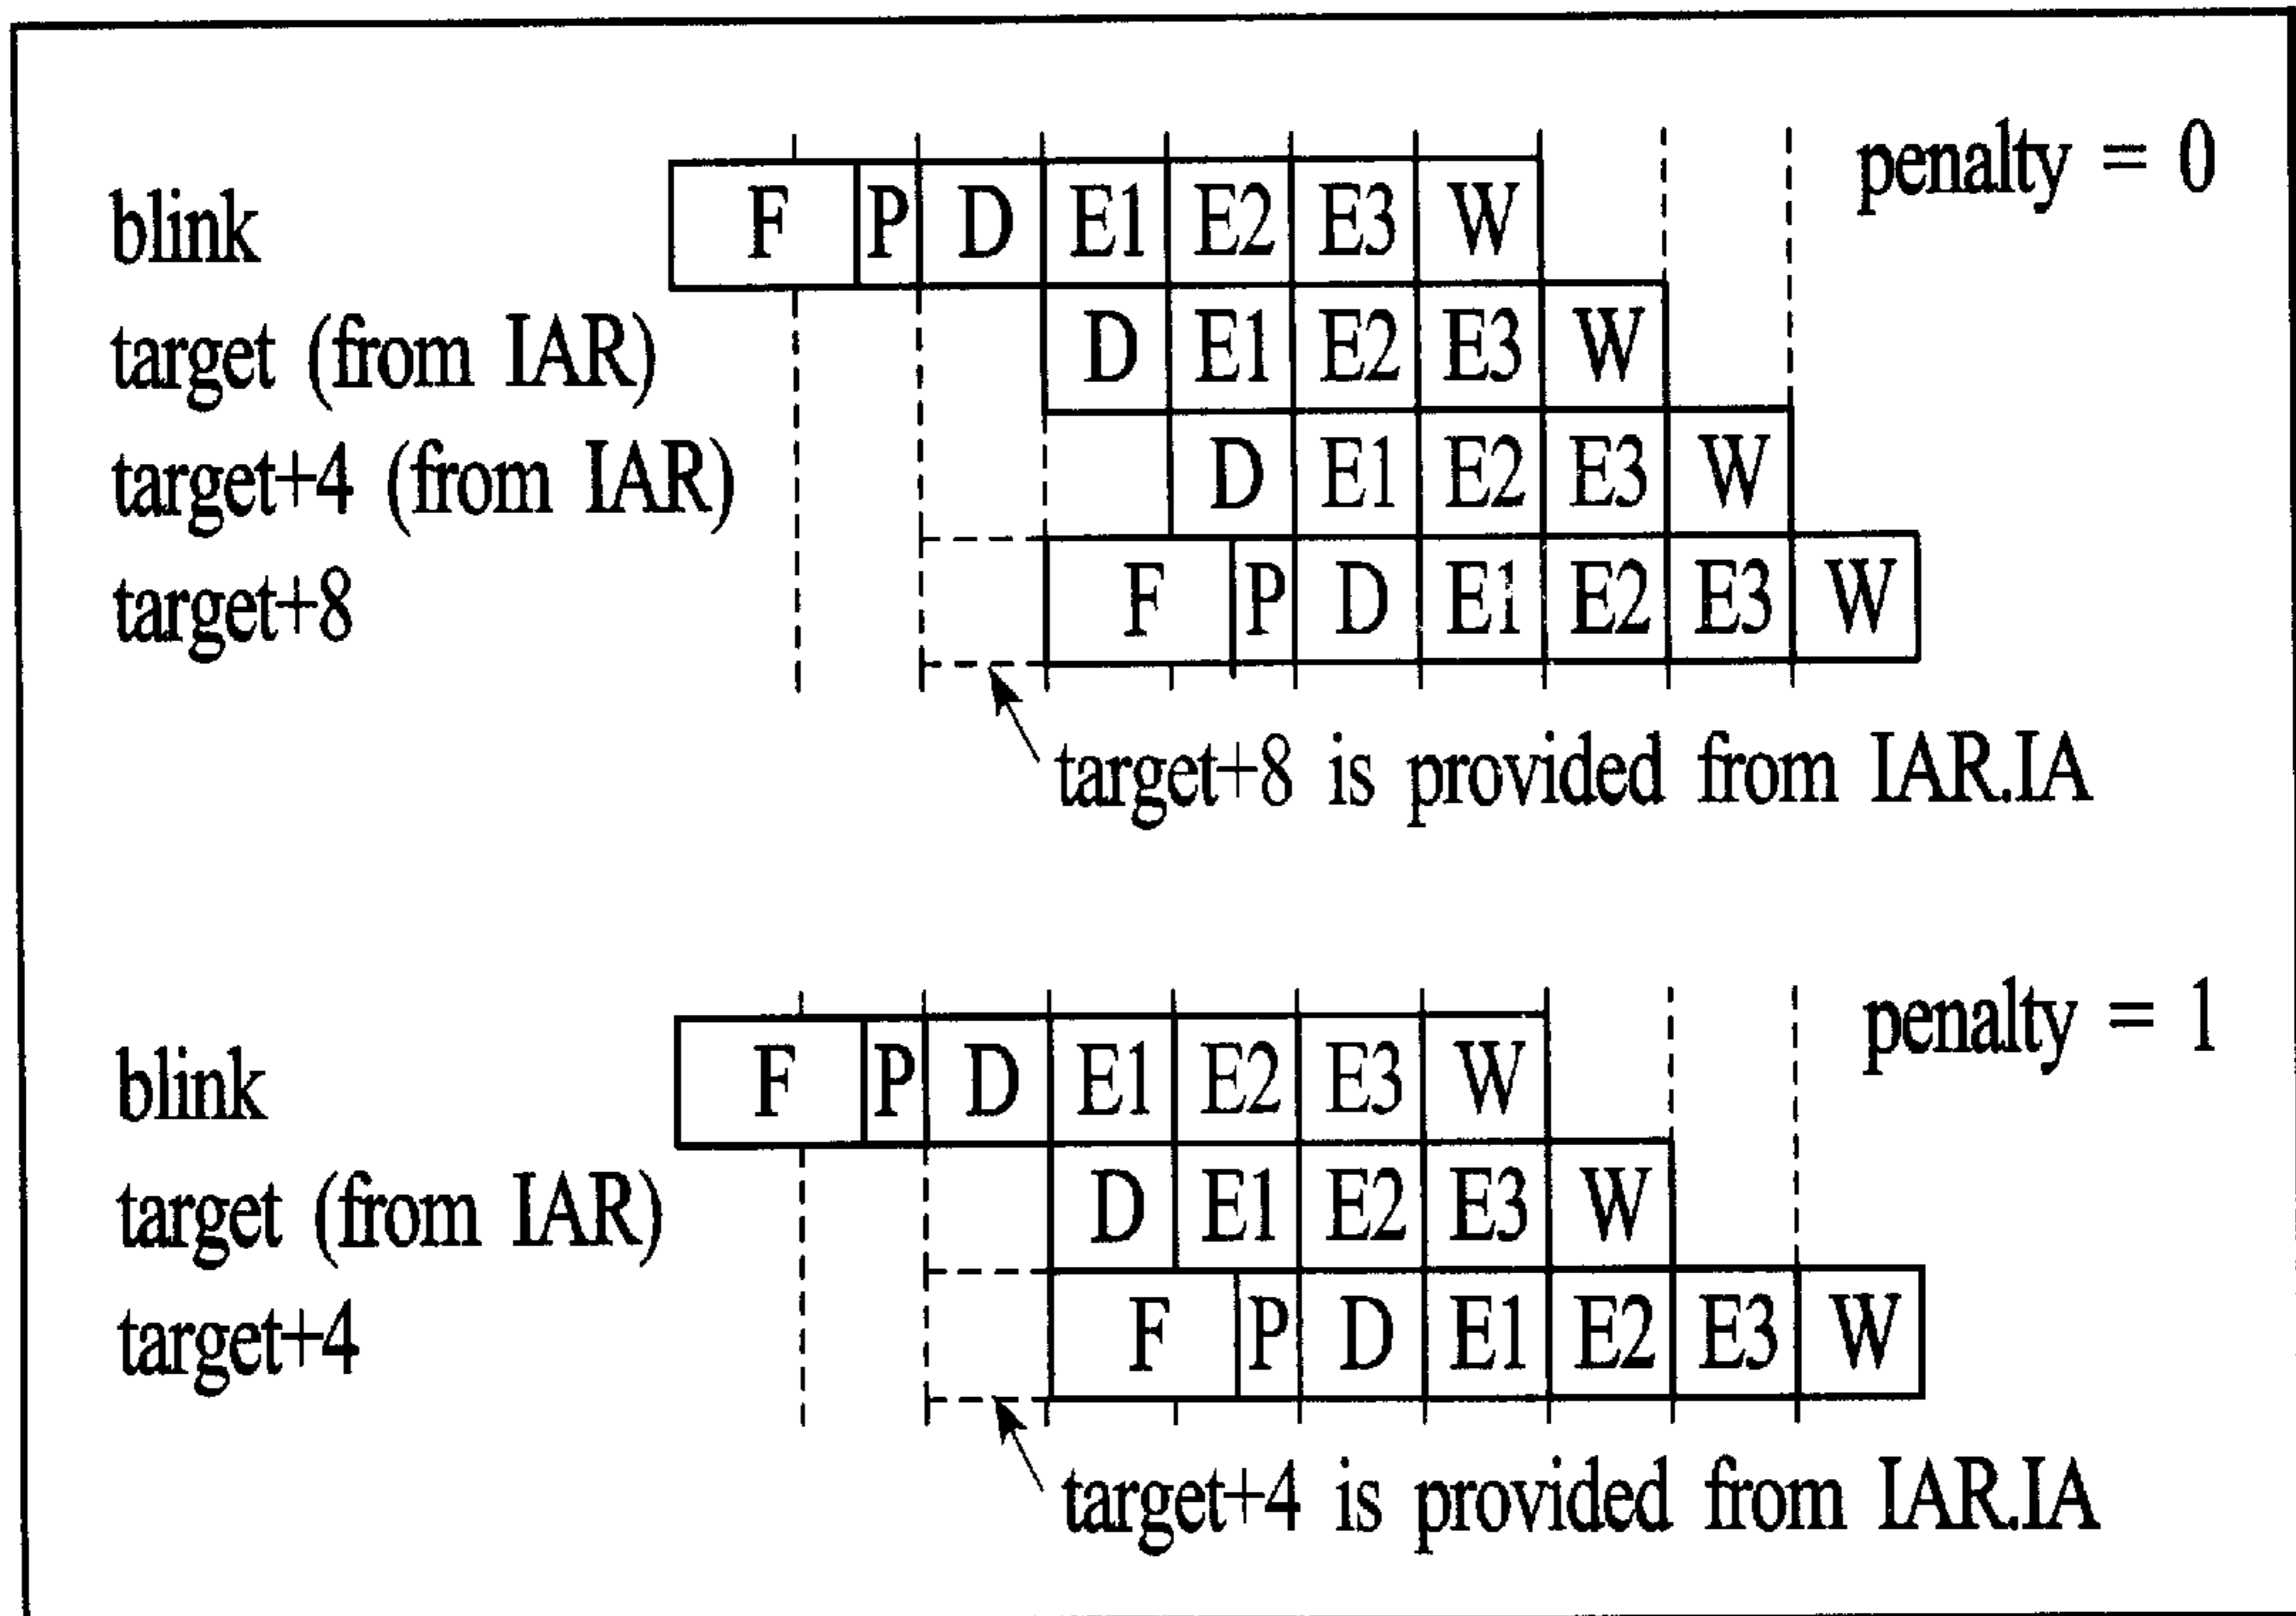 penalty = 0
blink F P D E1 E2 E3 W
target (from IAR) D E1 E2 E3 W
target+4 (from IAR) D E1 E2 E3 W
target+8 F P D E1 E2 E3 W
target+8 is provided from IAR.IA
penalty = 1
blink F P D E1 E2 E3 W
target (from IAR) D E1 E2 E3 W
target+4 F P D E1 E2 E3 W
target+4 is provided from IAR.IA